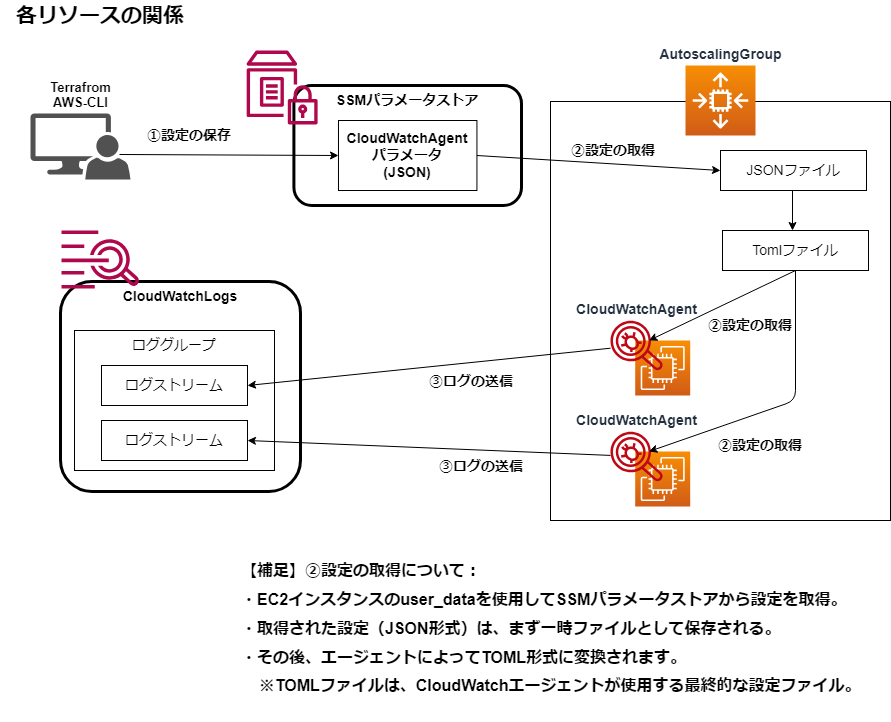 各リソースの関係
AutoscalingGroup
Terrafrom
AWS-CLI
SSMパラメータストア
①設定の保存
CloudWatchAgent
パラメータ
(JSON)
②設定の取得
JSONファイル
Tomlファイル
CloudWatchLogs
CloudWatchAgent
②設定の取得
ロググループ
ログストリーム
③ログの送信
CloudWatchAgent
ログストリーム
②設定の取得
③ログの送信
【補足】②設定の取得について：
・EC2インスタンスのuser_dataを使用してSSMパラメータストアから設定を取得。
・取得された設定（JSON形式）は、まず一時ファイルとして保存される。
・その後、エージェントによってTOML形式に変換されます。
※TOMLファイルは、CloudWatchエージェントが使用する最終的な設定ファイル。